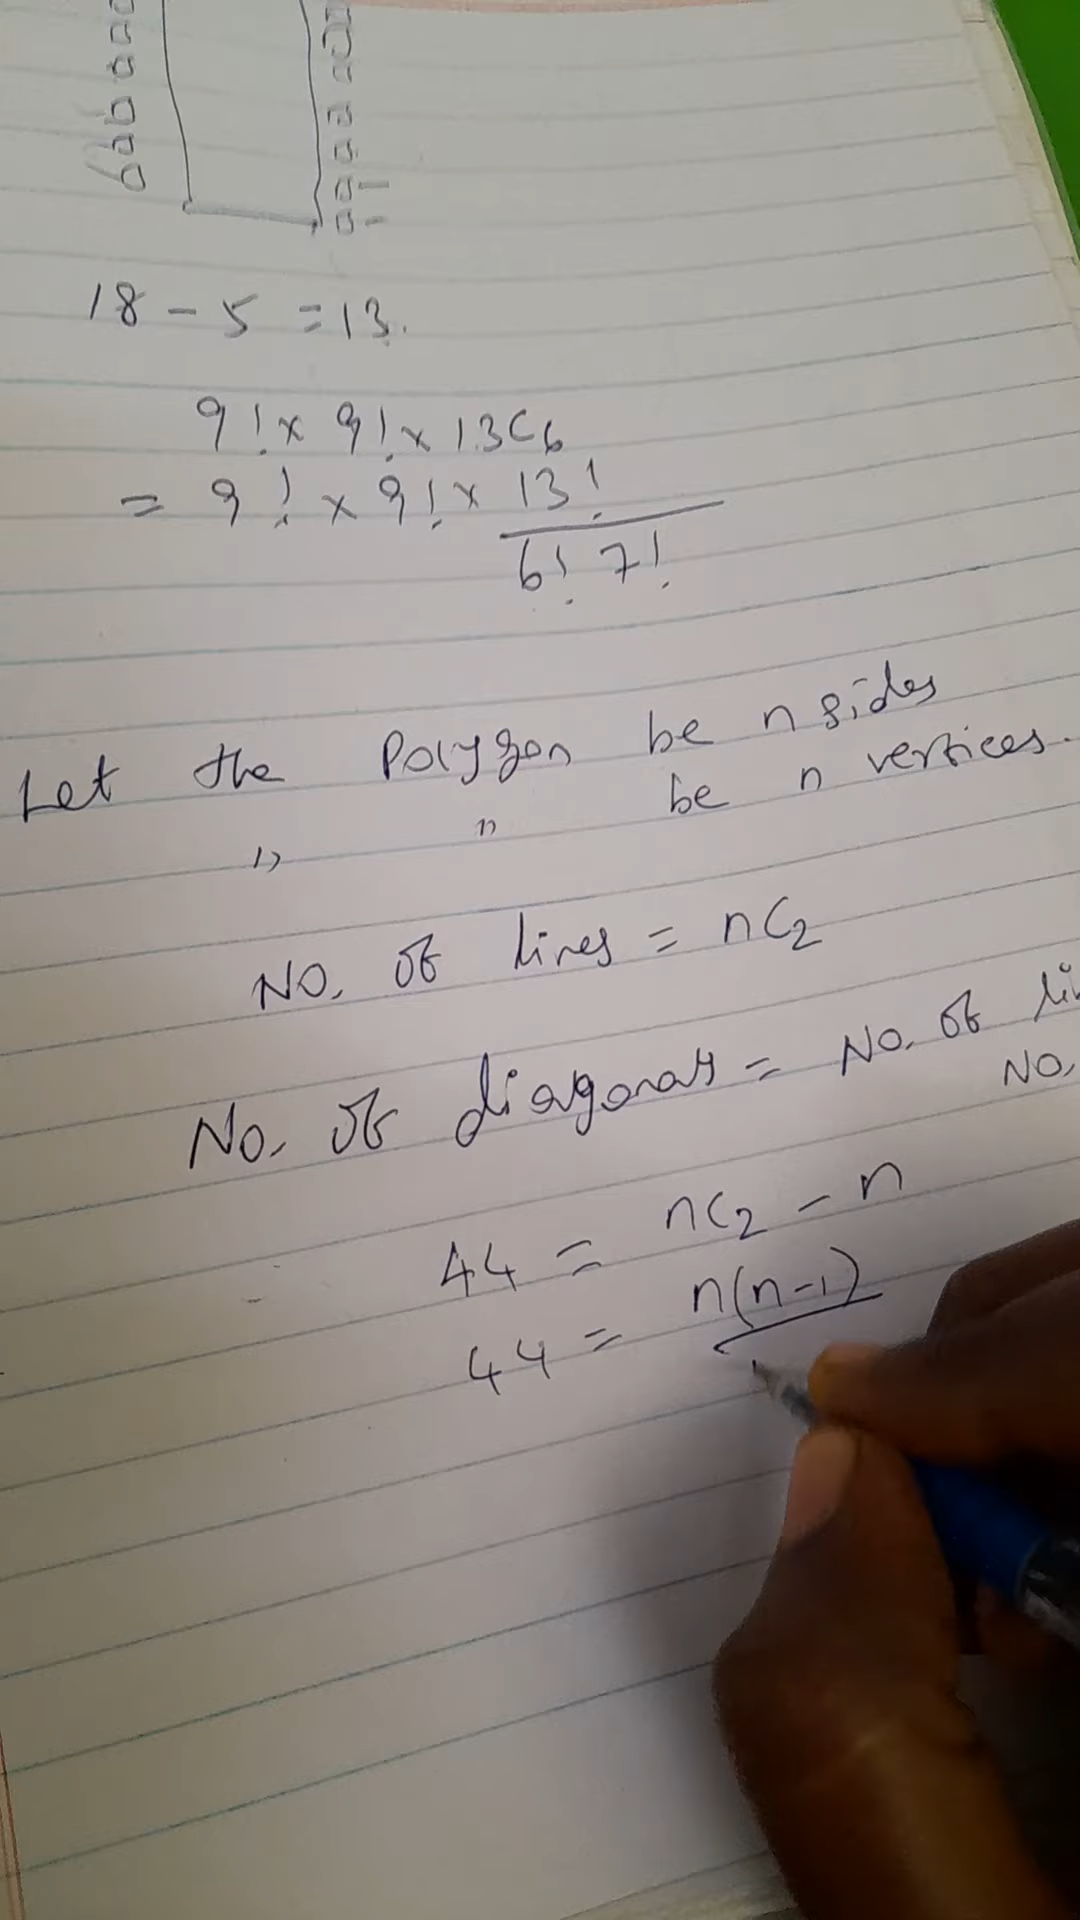 18 - 5 = 13.
9! x 9! x 13C6
= 9! x 9! x 13!
6! 7!
Let the Polygon be n sides
,, ,, be n vertices.
NO. of lines = nC2
No. of diagonals = No. of li
NO.
44 = nC2 - n
44 = n(n-1)